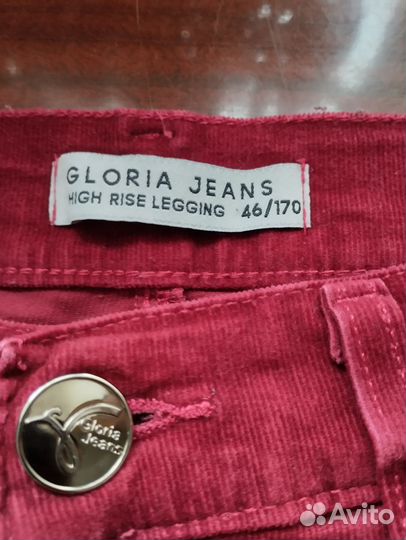 GLORIA JEANS
HIGH RISE LEGGING 46/170
Gloria
Jeans
Avito